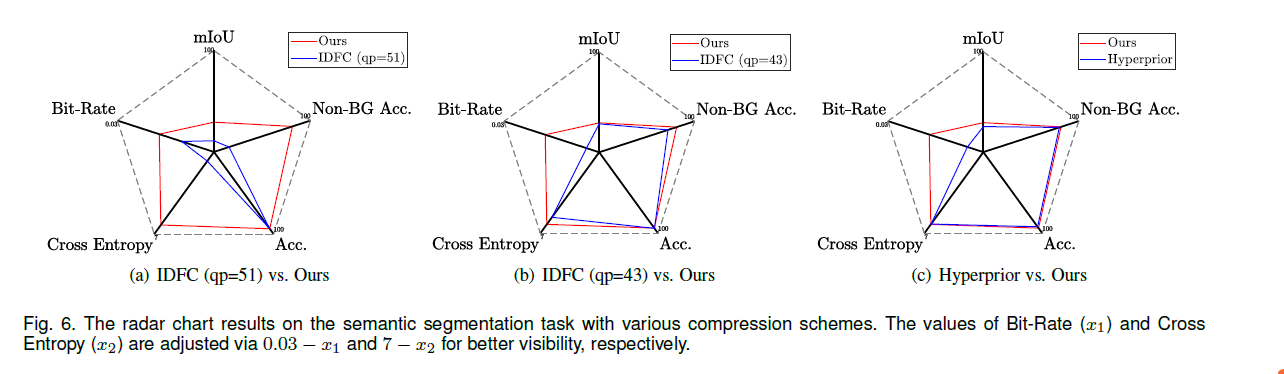 mIoU
100
Ours
IDFC (qp=51)
Bit-Rate
0.03
Non-BG Acc.
100
Cross Entropy
7
Acc.
100
(a) IDFC (qp=51) vs. Ours
mIoU
100
Ours
IDFC (qp=43)
Bit-Rate
0.03
Non-BG Acc.
100
Cross Entropy
7
Acc.
100
(b) IDFC (qp=43) vs. Ours
mIoU
100
Ours
Hyperprior
Bit-Rate
0.03
Non-BG Acc.
100
Cross Entropy
7
Acc.
100
(c) Hyperprior vs. Ours
Fig. 6. The radar chart results on the semantic segmentation task with various compression schemes. The values of Bit-Rate (x₁) and Cross
Entropy (x₂) are adjusted via 0.03 − x₁ and 7 − x₂ for better visibility, respectively.